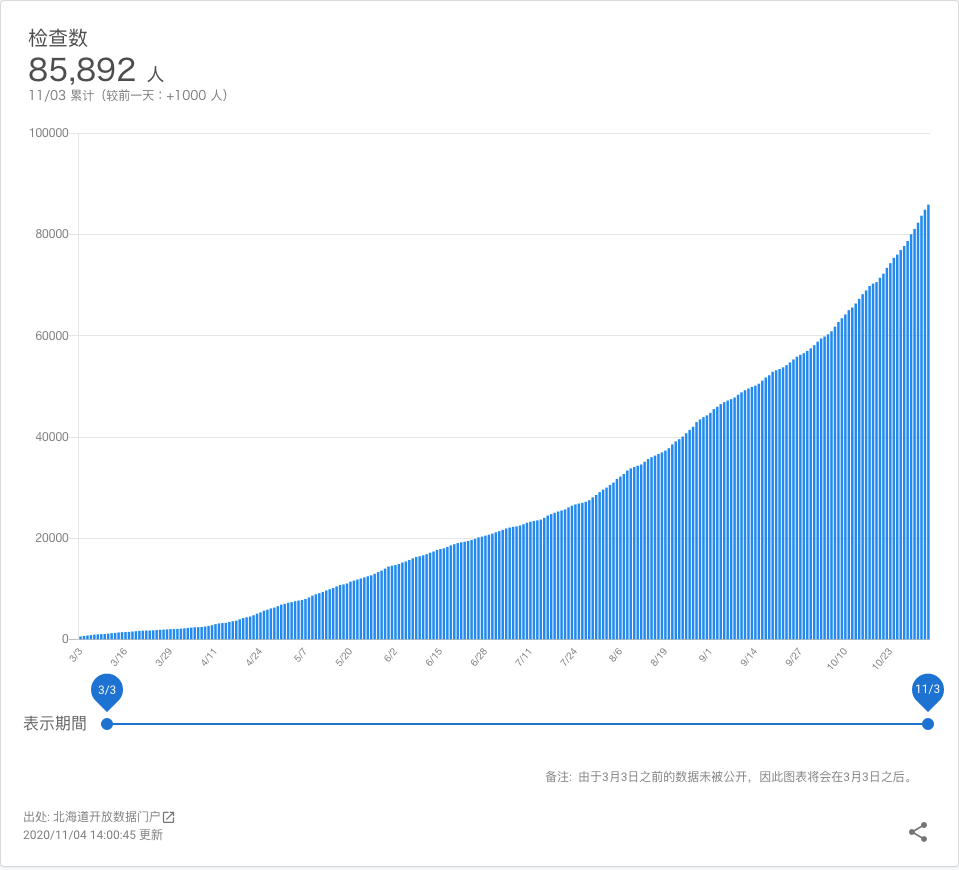 检查数
85,892 人
11/03 累计（较前一天：+1000 人）
100000
80000
60000
40000
20000
0
3/3 3/16 3/29 4/11 4/24 5/7 5/20 6/2 6/15 6/28 7/11 7/24 8/6 8/19 9/1 9/14 9/27 10/10 10/23
3/3 11/3
表示期間
备注: 由于3月3日之前的数据未被公开，因此图表将会在3月3日之后。
出处: 北海道开放数据门户
2020/11/04 14:00:45 更新